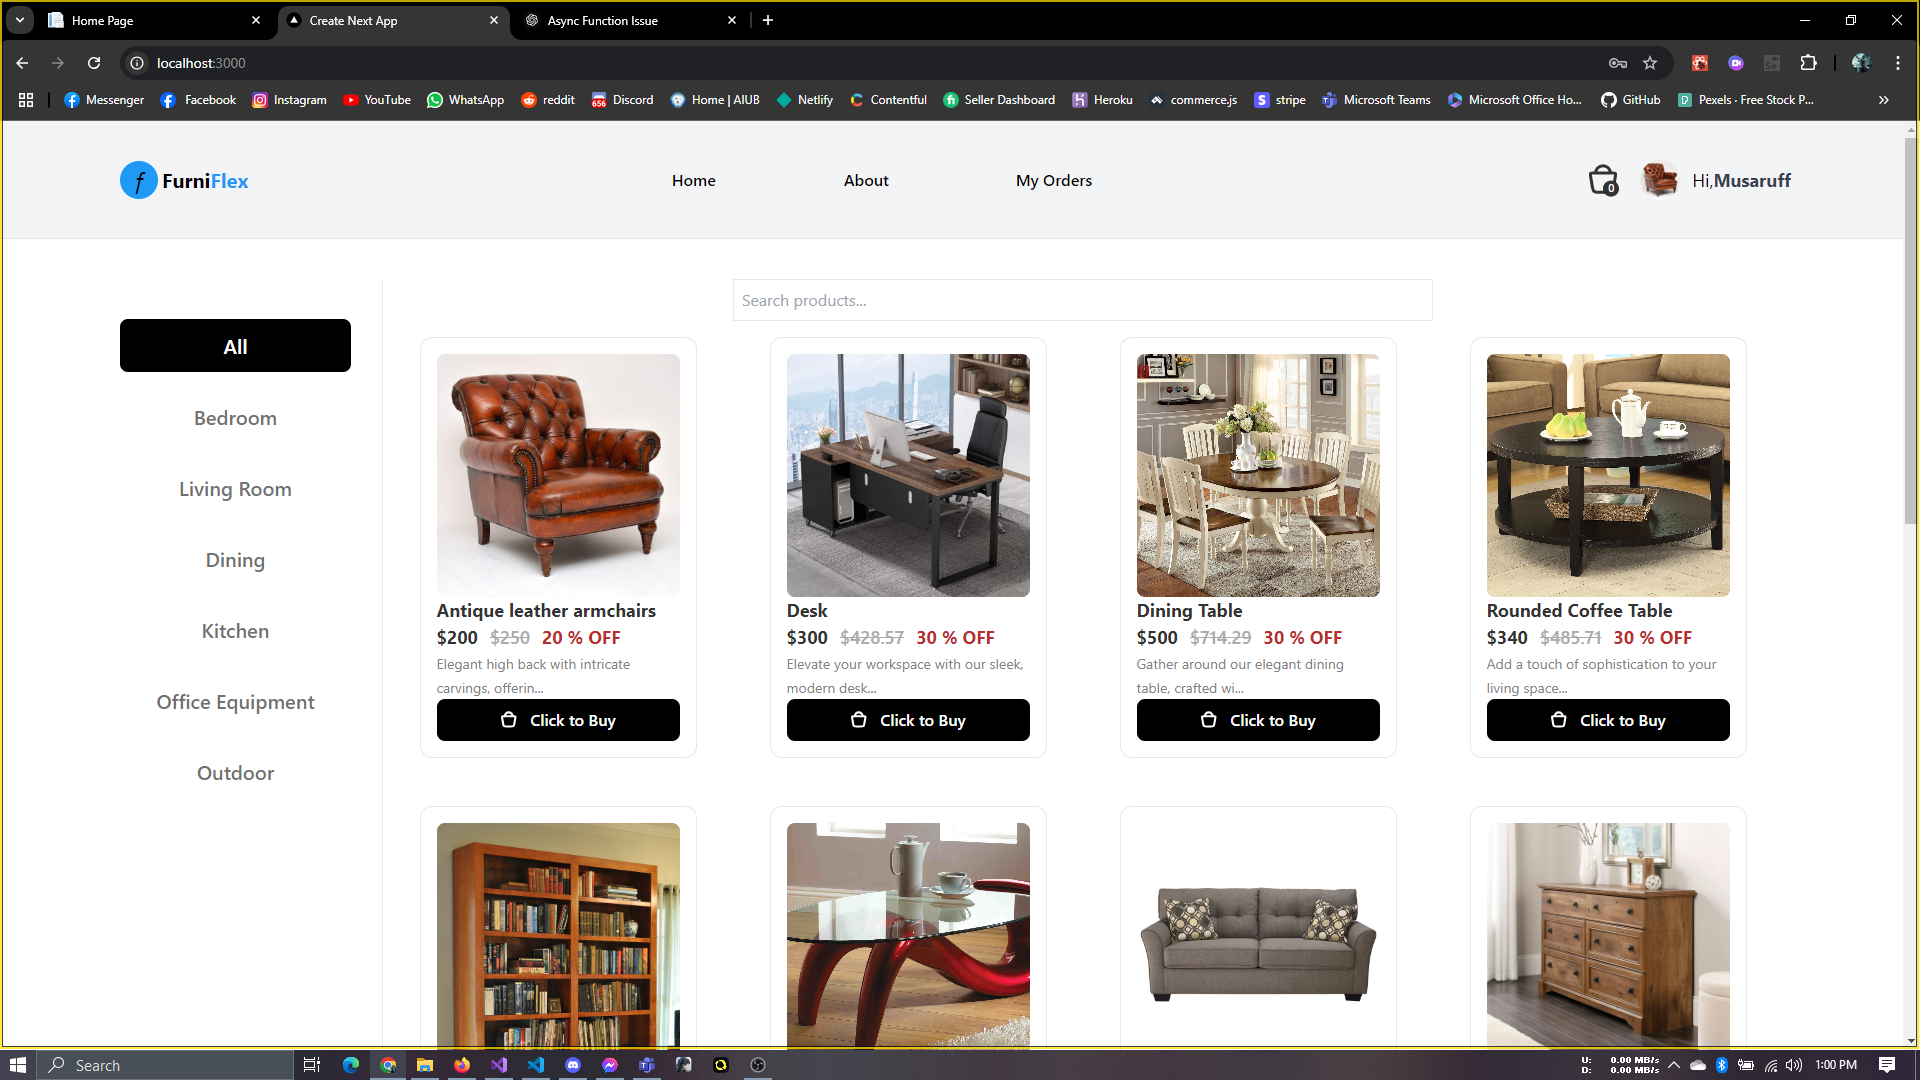 Home Page
Create Next App
Async Function Issue
localhost:3000
Messenger
Facebook
Instagram
YouTube
WhatsApp
reddit
656
Discord
Home | AIUB
Netlify
Contentful
Seller Dashboard
Heroku
commerce.js
stripe
Microsoft Teams
Microsoft Office Ho...
GitHub
Pexels · Free Stock P...
f FurniFlex
Home
About
My Orders
0
Hi,Musaruff
Search products...
All
Bedroom
Living Room
Dining
Kitchen
Office Equipment
Outdoor
Antique leather armchairs
$200 $250 20 % OFF
Elegant high back with intricate
carvings, offerin...
Click to Buy
Desk
$300 $428.57 30 % OFF
Elevate your workspace with our sleek,
modern desk...
Click to Buy
Dining Table
$500 $714.29 30 % OFF
Gather around our elegant dining
table, crafted wi...
Click to Buy
Rounded Coffee Table
$340 $485.71 30 % OFF
Add a touch of sophistication to your
living space...
Click to Buy
Search
U: 0.00 MB/s
D: 0.00 MB/s
1:00 PM